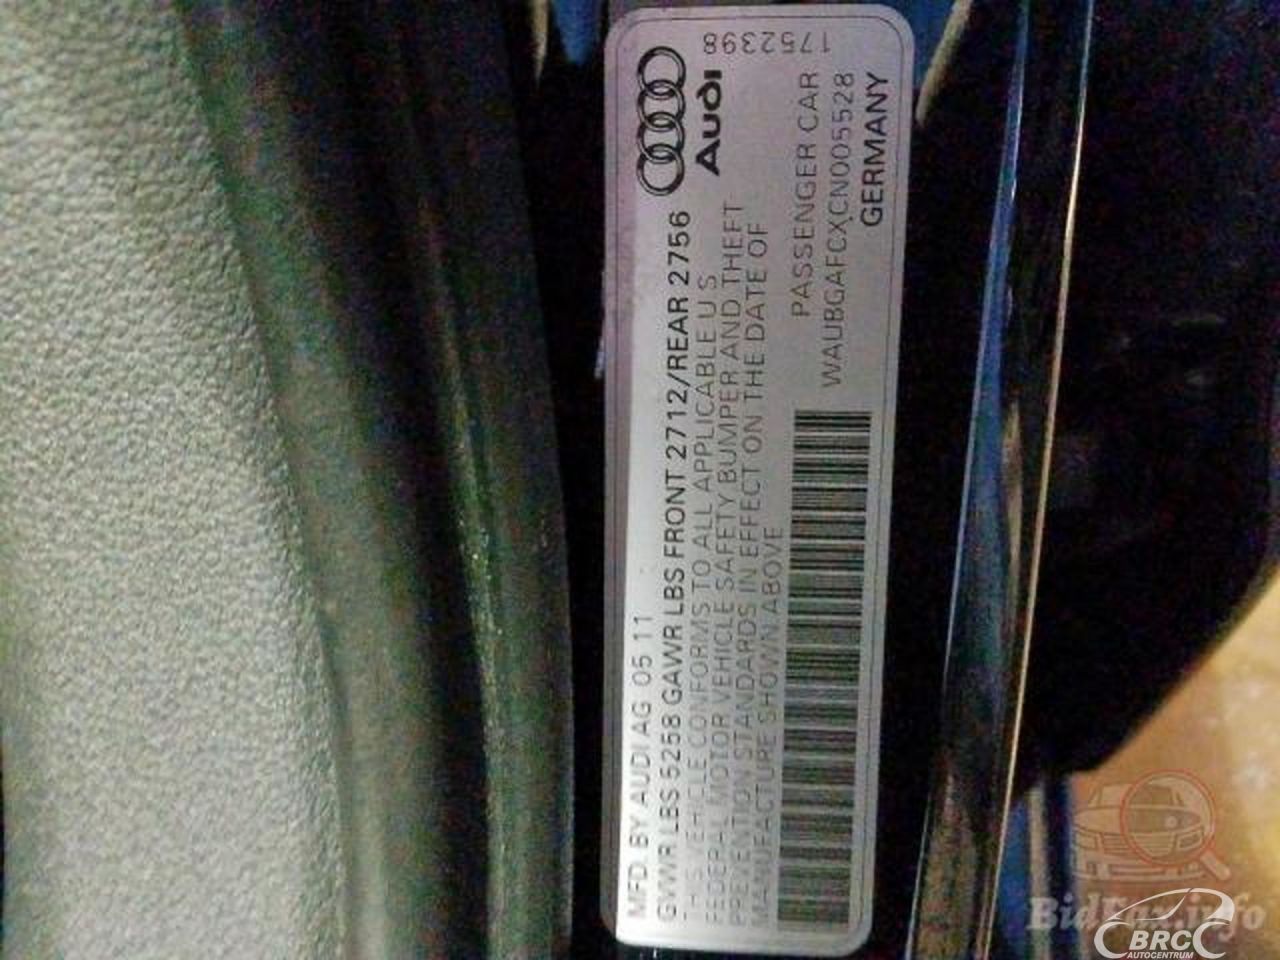 1752398
Audi
MFD. BY AUDI AG 05 11
GVWR LBS 5258 GAWR LBS FRONT 2712/REAR 2756
THIS VEHICLE CONFORMS TO ALL APPLICABLE U S
FEDERAL MOTOR VEHICLE SAFETY BUMPER AND THEFT
PREVENTION STANDARDS IN EFFECT ON THE DATE OF
MANUFACTURE SHOWN ABOVE
PASSENGER CAR
WAUBGAFCXCN005528
GERMANY
BidFax.info
BRC
AUTOCENTRUM